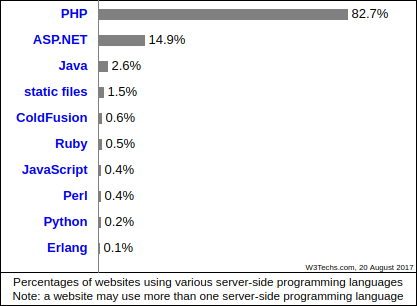 PHP 82.7%
ASP.NET 14.9%
Java 2.6%
static files 1.5%
ColdFusion 0.6%
Ruby 0.5%
JavaScript 0.4%
Perl 0.4%
Python 0.2%
Erlang 0.1%
W3Techs.com, 20 August 2017
Percentages of websites using various server-side programming languages
Note: a website may use more than one server-side programming language